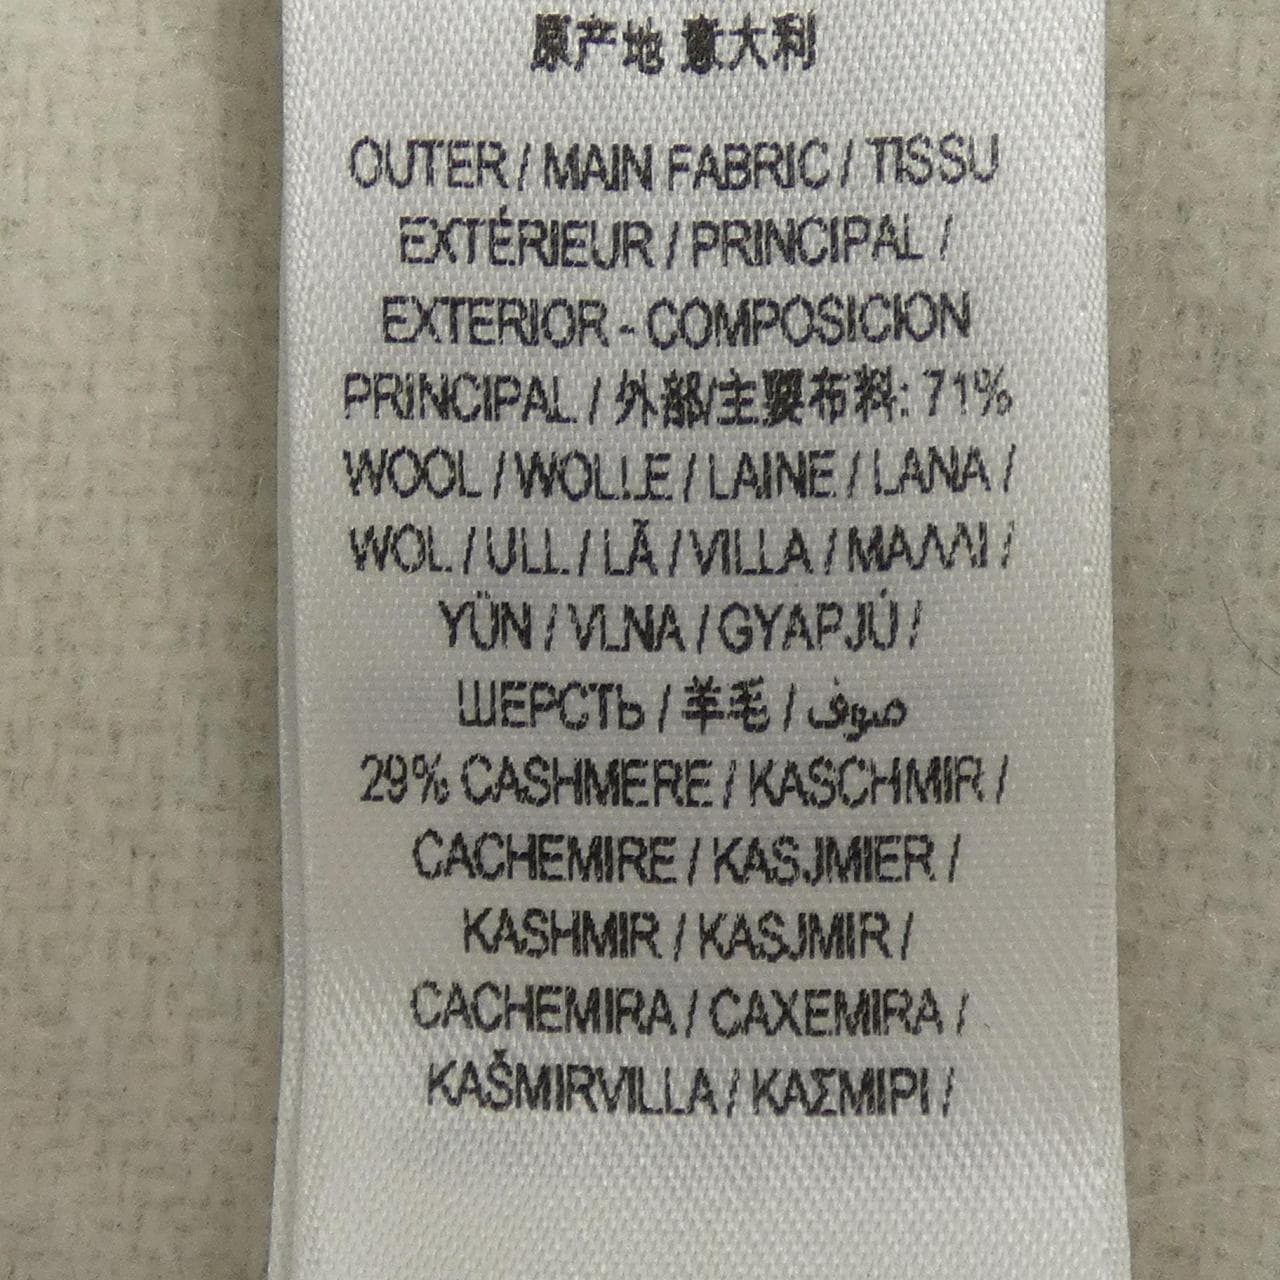 原产地 意大利
OUTER / MAIN FABRIC / TISSU
EXTÉRIEUR / PRINCIPAL /
EXTERIOR - COMPOSICION
PRINCIPAL / 外部/主要布料: 71%
WOOL / WOLLE / LAINE / LANA /
WOL / ULL / LÃ / VILLA / ΜΑΛΛΙ /
YÜN / VLNA / GYAPJÚ /
ШЕРСТЬ / 羊毛 / صوف
29% CASHMERE / KASCHMIR /
CACHEMIRE / KASJMIER /
KASHMIR / KASJMIR /
CACHEMIRA / CAXEMIRA /
KAŠMIRVILLA / ΚΑΣΜΙΡΙ /